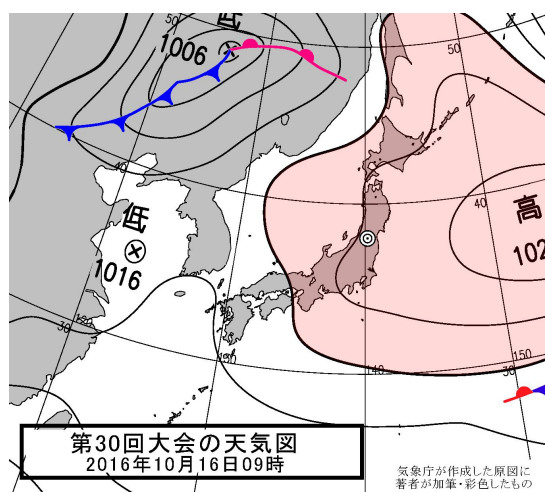 50
低
1006
50
40
40
高
102
低
1016
30
130
140
30
150
第30回大会の天気図
2016年10月16日09時
気象庁が作成した原図に
著者が加筆・彩色したもの